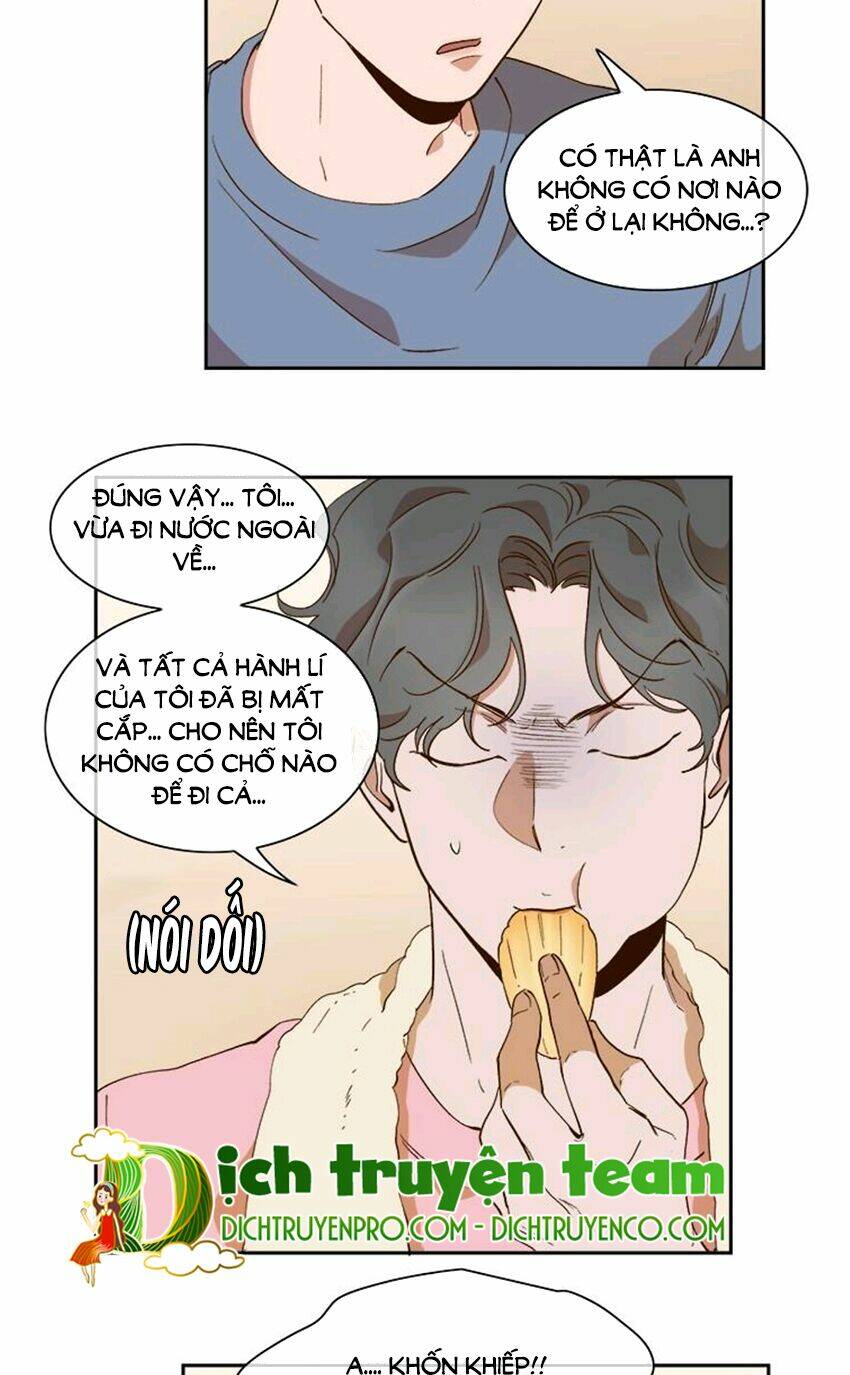 CÓ THẬT LÀ ANH
KHÔNG CÓ NƠI NÀO
ĐỂ Ở LẠI KHÔNG...?
ĐÚNG VẬY... TÔI...
VỪA ĐI NƯỚC NGOÀI
VỀ...
VÀ TẤT CẢ HÀNH LÍ
CỦA TÔI ĐÃ BỊ MẤT
CẮP... CHO NÊN TÔI
KHÔNG CÓ CHỖ NÀO
ĐỂ ĐI CẢ...
(NÓI DỐI)
Dịch truyện team
DICHTRUYENPRO.COM - DICHTRUYENCO.COM
A.... KHỐN KHIẾP!!